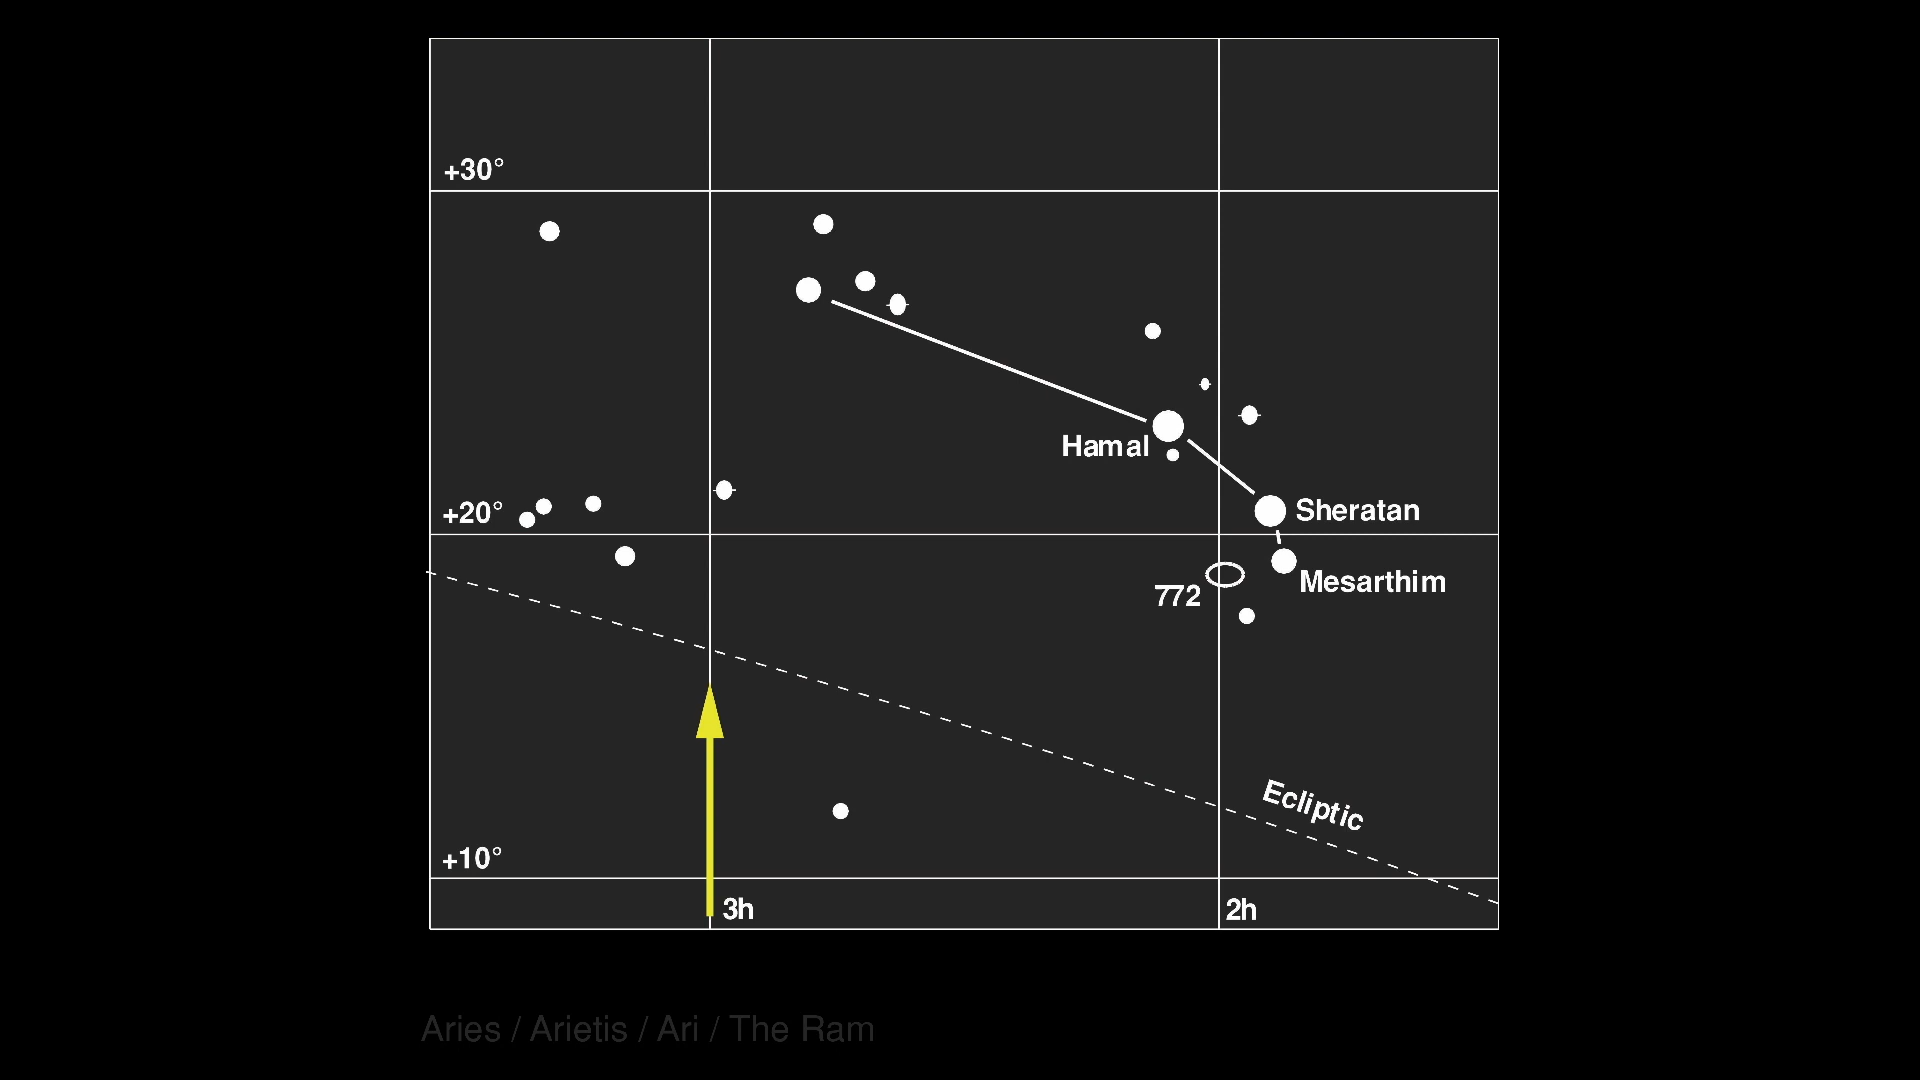 +30°
Hamal
+20°
Sheratan
772
Mesarthim
Ecliptic
+10°
3h
2h
Aries / Arietis / Ari / The Ram